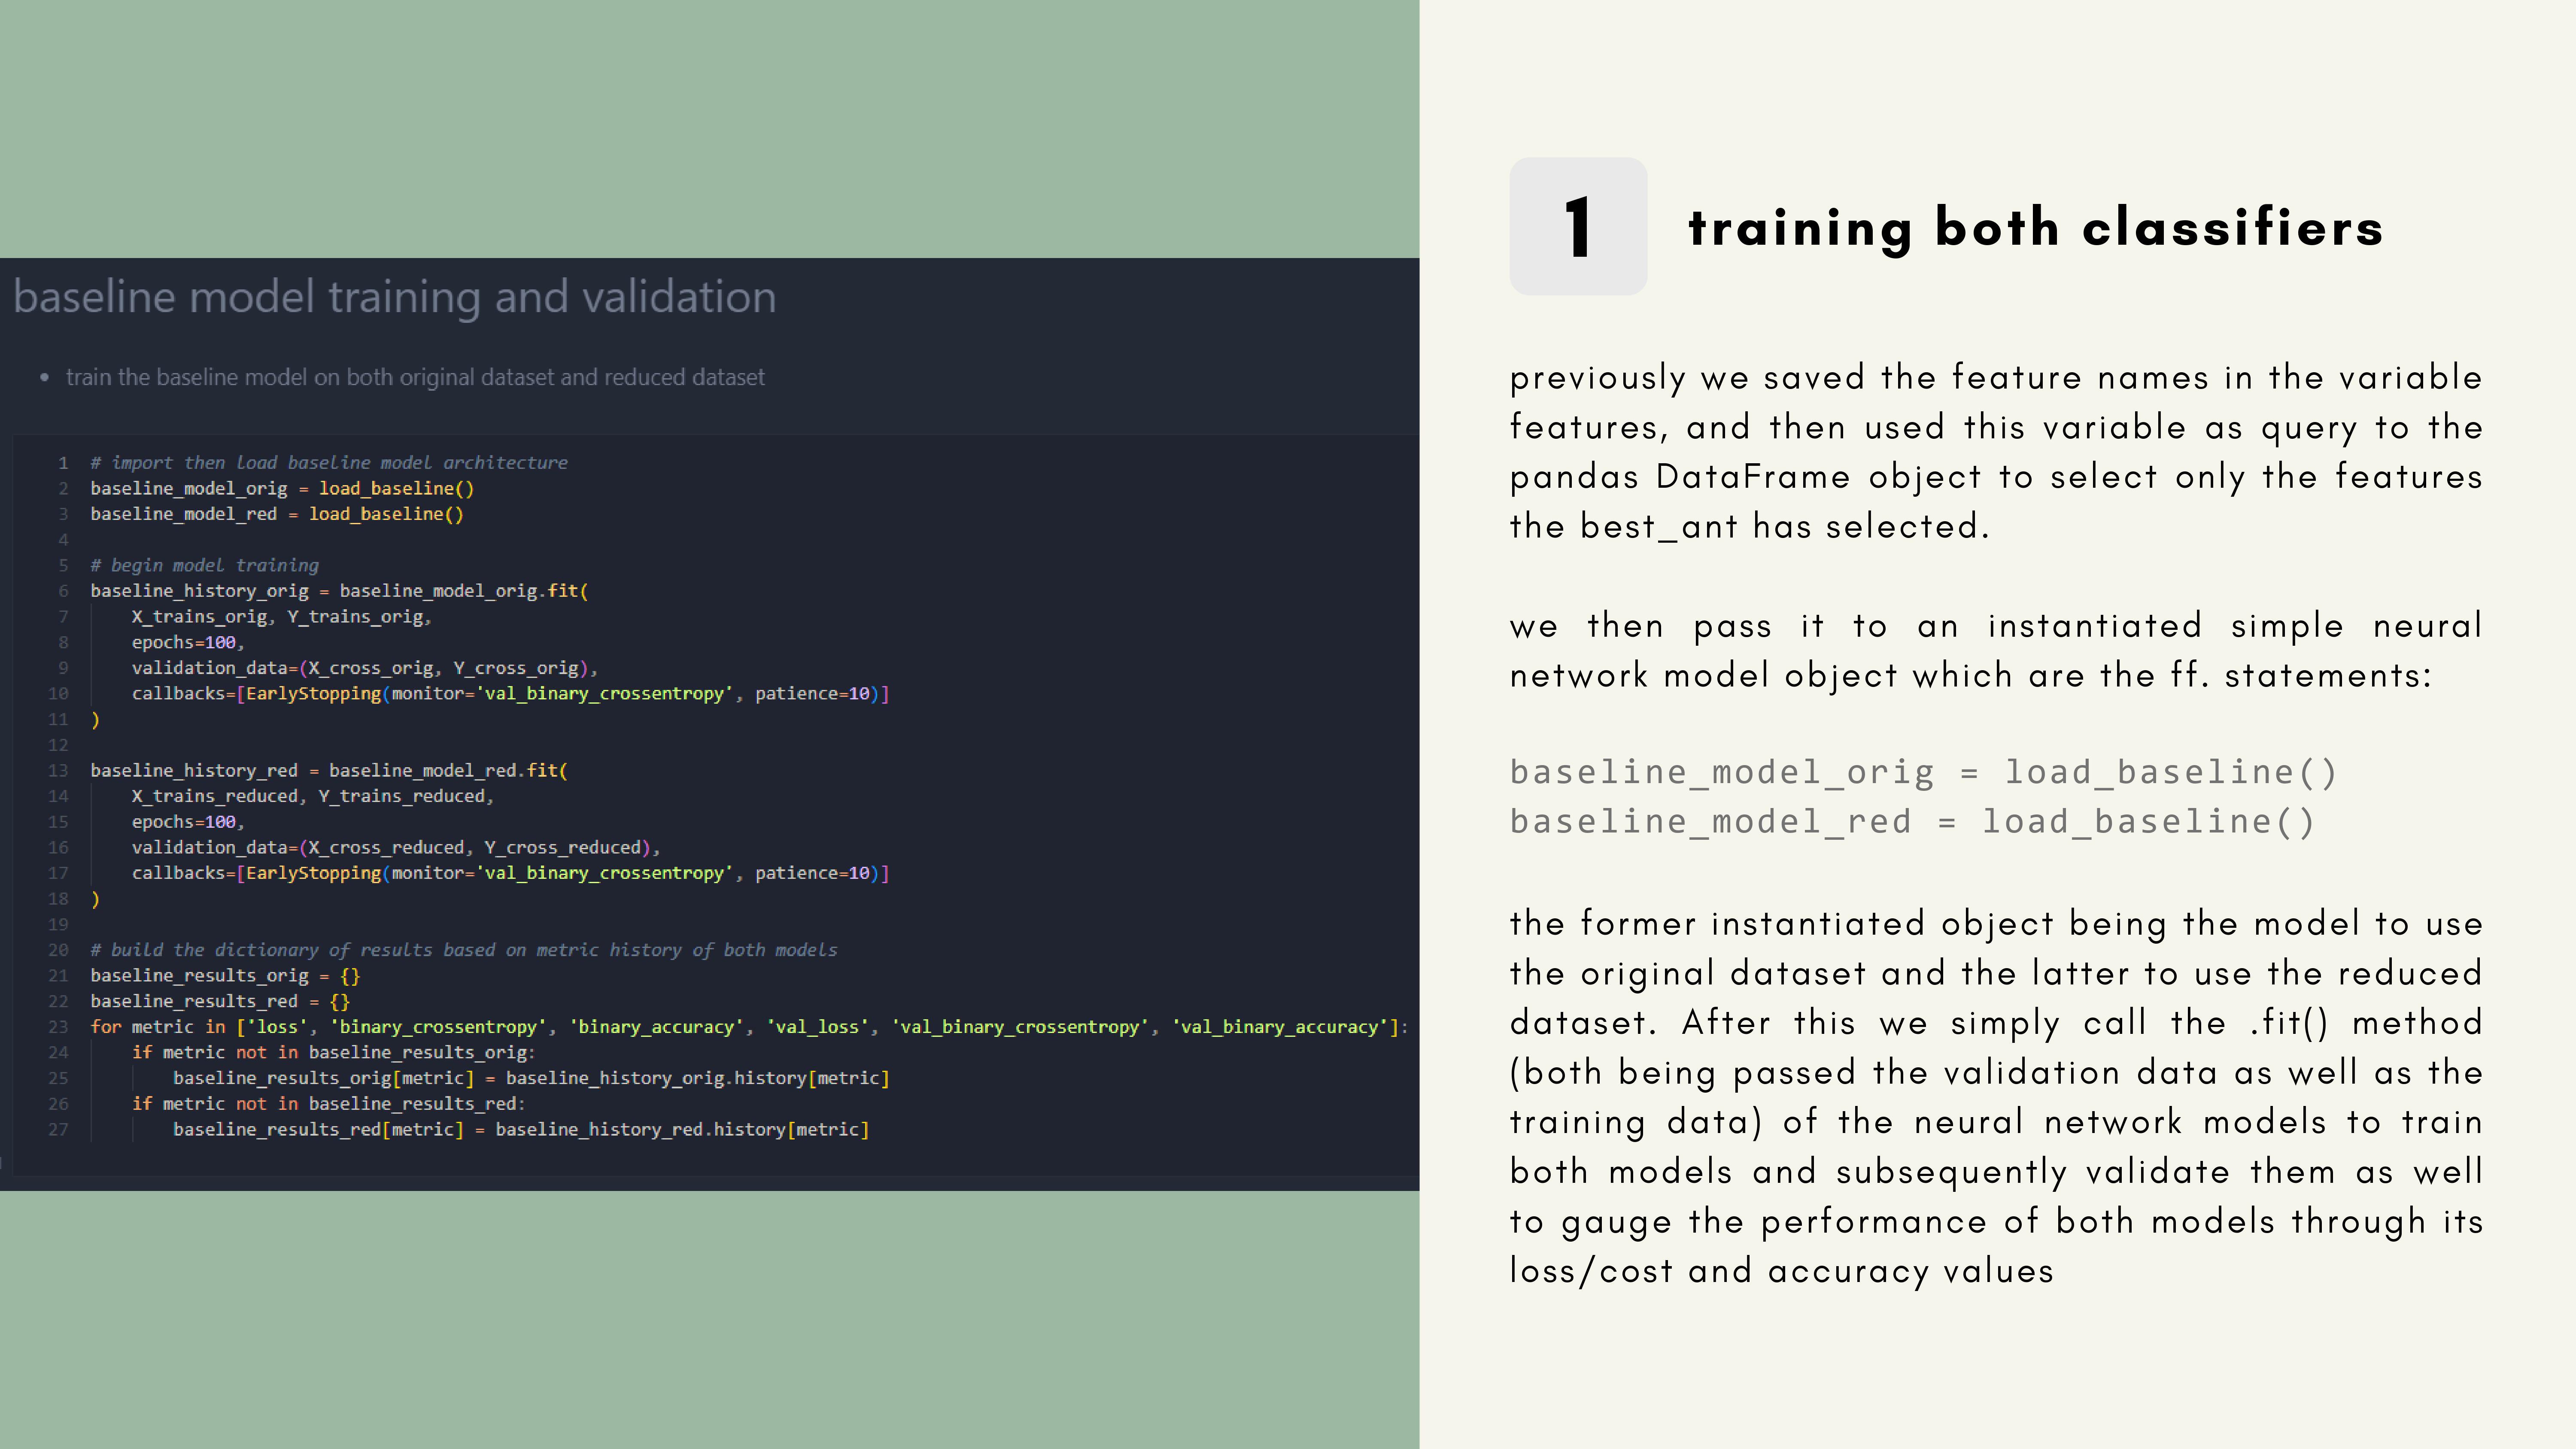 baseline model training and validation
• train the baseline model on both original dataset and reduced dataset
1 # import then load baseline model architecture
2 baseline_model_orig = load_baseline()
3 baseline_model_red = load_baseline()
4
5 # begin model training
6 baseline_history_orig = baseline_model_orig.fit(
7     X_trains_orig, Y_trains_orig,
8     epochs=100,
9     validation_data=(X_cross_orig, Y_cross_orig),
10     callbacks=[EarlyStopping(monitor='val_binary_crossentropy', patience=10)]
11 )
12
13 baseline_history_red = baseline_model_red.fit(
14     X_trains_reduced, Y_trains_reduced,
15     epochs=100,
16     validation_data=(X_cross_reduced, Y_cross_reduced),
17     callbacks=[EarlyStopping(monitor='val_binary_crossentropy', patience=10)]
18 )
19
20 # build the dictionary of results based on metric history of both models
21 baseline_results_orig = {}
22 baseline_results_red = {}
23 for metric in ['loss', 'binary_crossentropy', 'binary_accuracy', 'val_loss', 'val_binary_crossentropy', 'val_binary_accuracy']:
24     if metric not in baseline_results_orig:
25         baseline_results_orig[metric] = baseline_history_orig.history[metric]
26     if metric not in baseline_results_red:
27         baseline_results_red[metric] = baseline_history_red.history[metric]
1 training both classifiers
previously we saved the feature names in the variable
features, and then used this variable as query to the
pandas DataFrame object to select only the features
the best_ant has selected.
we then pass it to an instantiated simple neural
network model object which are the ff. statements:
baseline_model_orig = load_baseline()
baseline_model_red = load_baseline()
the former instantiated object being the model to use
the original dataset and the latter to use the reduced
dataset. After this we simply call the .fit() method
(both being passed the validation data as well as the
training data) of the neural network models to train
both models and subsequently validate them as well
to gauge the performance of both models through its
loss/cost and accuracy values